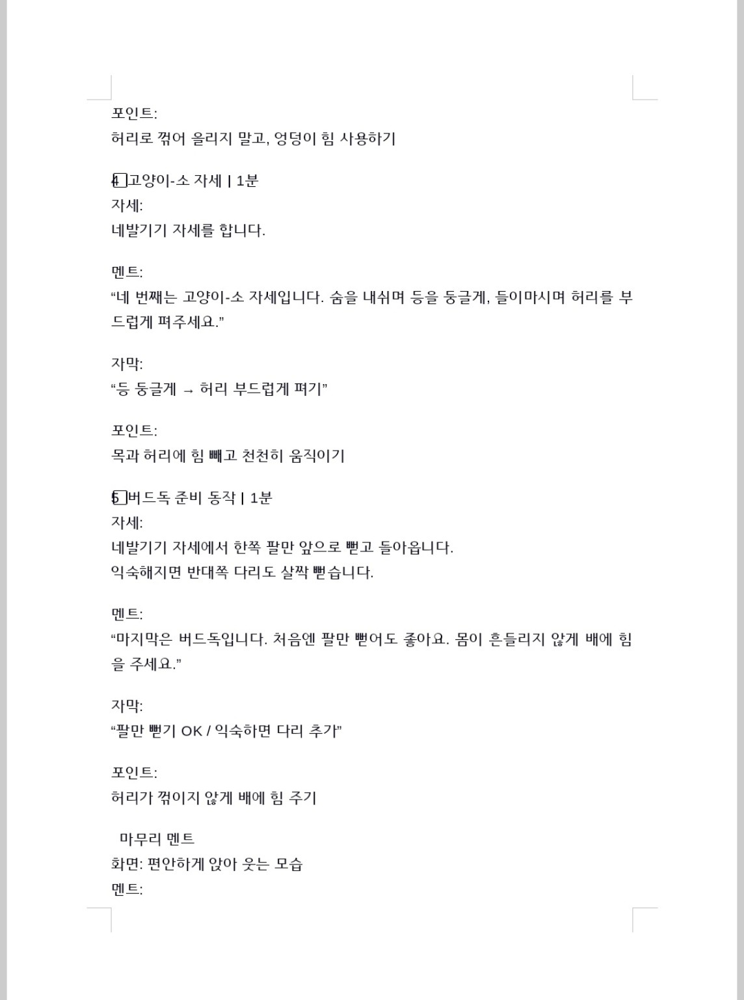 포인트:
허리로 꺾어 올리지 말고, 엉덩이 힘 사용하기
4 고양이-소 자세 | 1분
자세:
네발기기 자세를 합니다.
멘트:
“네 번째는 고양이-소 자세입니다. 숨을 내쉬며 등을 둥글게, 들이마시며 허리를 부
드럽게 펴주세요.”
자막:
“등 둥글게 → 허리 부드럽게 펴기”
포인트:
목과 허리에 힘 빼고 천천히 움직이기
5 버드독 준비 동작 | 1분
자세:
네발기기 자세에서 한쪽 팔만 앞으로 뻗고 돌아옵니다.
익숙해지면 반대쪽 다리도 살짝 뻗습니다.
멘트:
“마지막은 버드독입니다. 처음엔 팔만 뻗어도 좋아요. 몸이 흔들리지 않게 배에 힘
을 주세요.”
자막:
“팔만 뻗기 OK / 익숙하면 다리 추가”
포인트:
허리가 꺾이지 않게 배에 힘 주기
마무리 멘트
화면: 편안하게 앉아 웃는 모습
멘트: